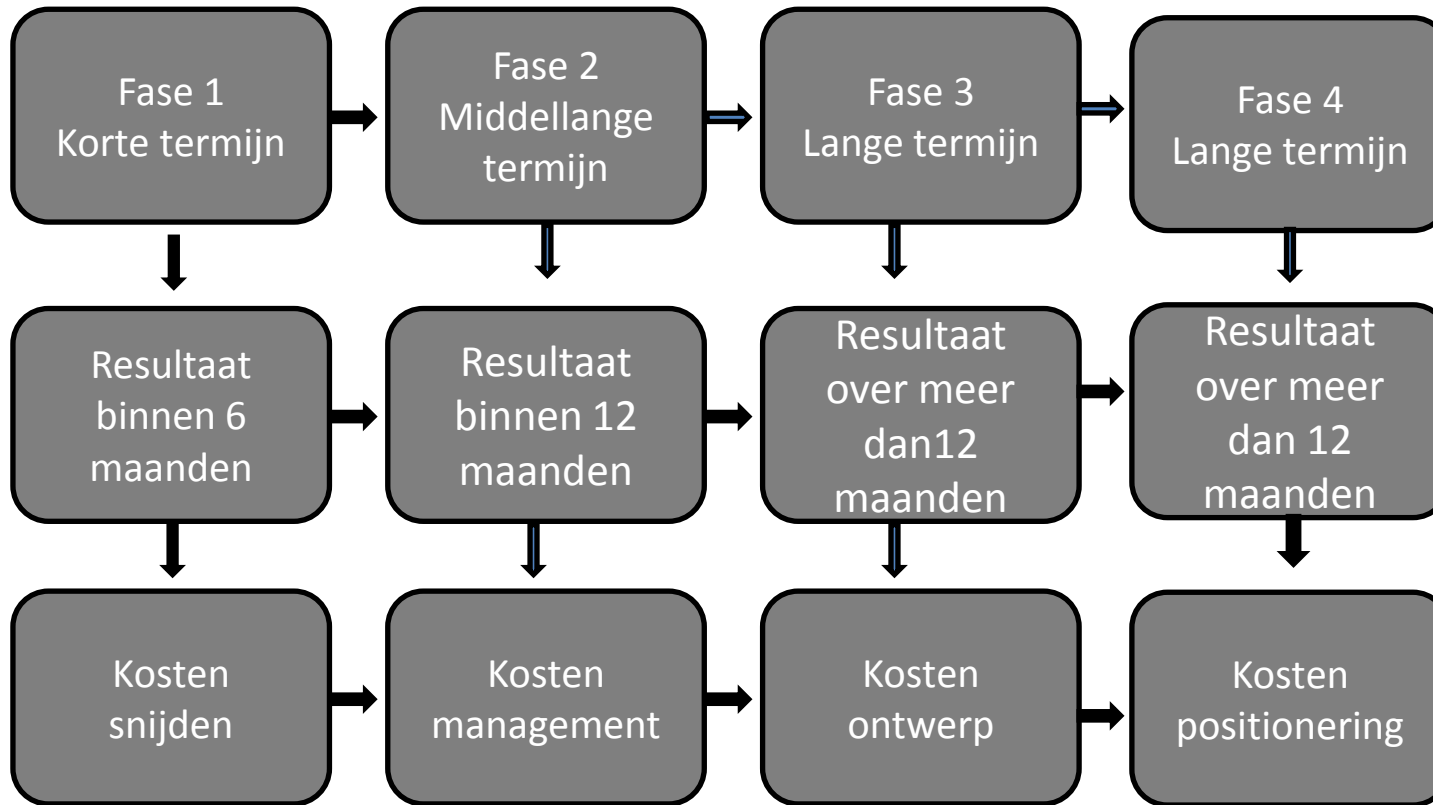 Fase 1
Korte termijn
Fase 2
Middellange
termijn
Fase 3
Lange termijn
Fase 4
Lange termijn
Resultaat
binnen 6
maanden
Resultaat
binnen 12
maanden
Resultaat
over meer
dan12
maanden
Resultaat
over meer
dan 12
maanden
Kosten
snijden
Kosten
management
Kosten
ontwerp
Kosten
positionering